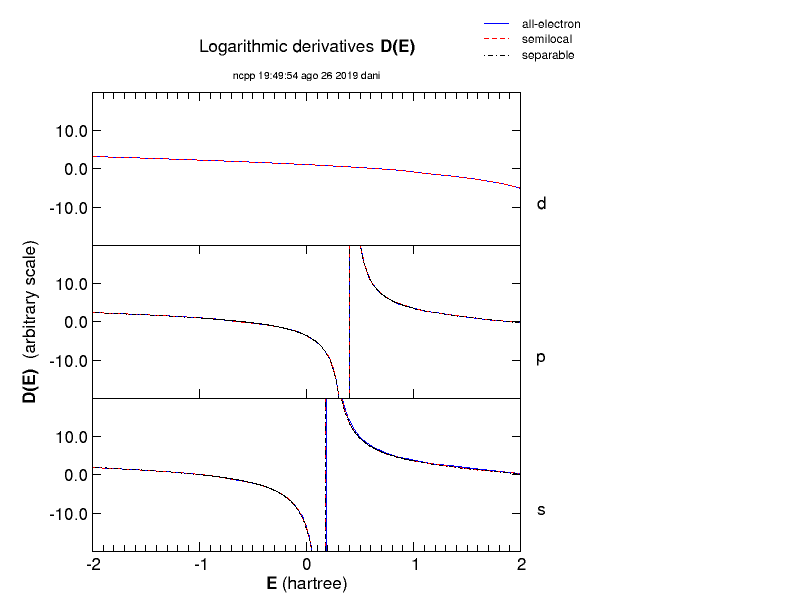 all-electron
semilocal
separable
Logarithmic derivatives D(E)
ncpp 19:49:54 ago 26 2019 dani
10.0
0.0
-10.0
d
10.0
0.0
-10.0
p
10.0
0.0
-10.0
s
D(E) (arbitrary scale)
-2 -1 0 1 2
E (hartree)